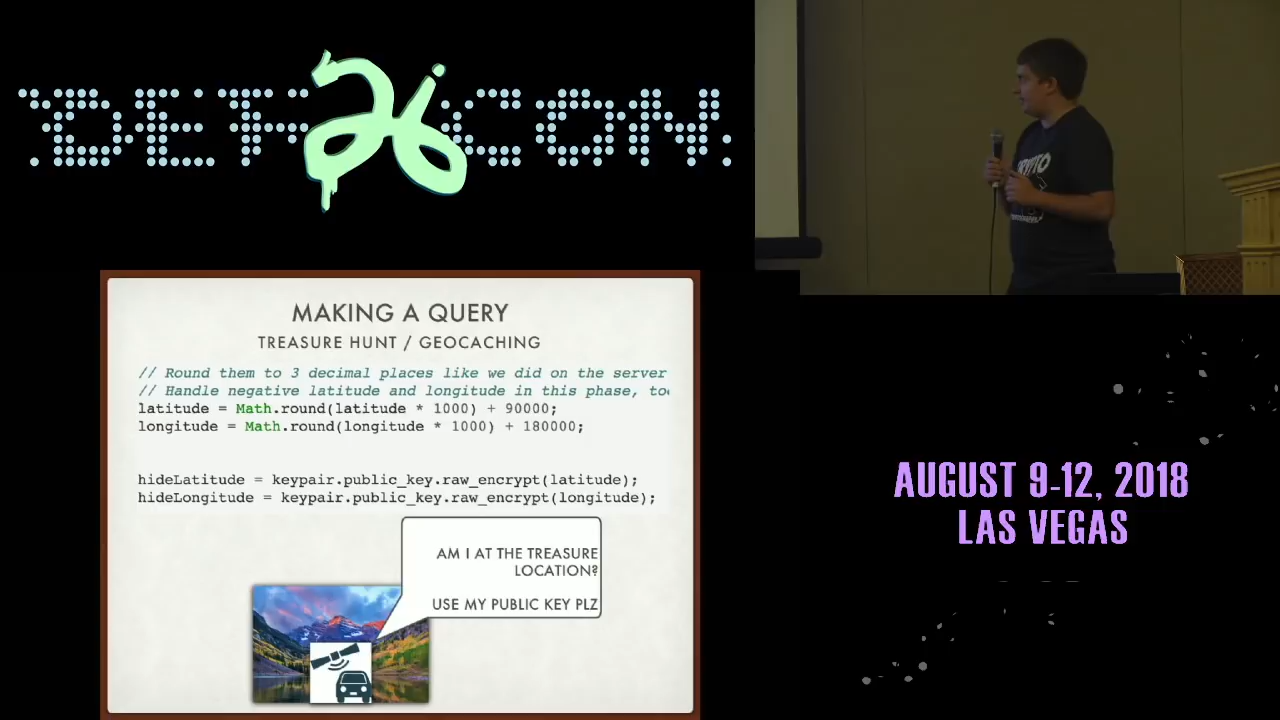 DEF CON
26
CRYPTO
MAKING A QUERY
TREASURE HUNT / GEOCACHING
// Round them to 3 decimal places like we did on the server
// Handle negative latitude and longitude in this phase, to
latitude = Math.round(latitude * 1000) + 90000;
longitude = Math.round(longitude * 1000) + 180000;
hideLatitude = keypair.public_key.raw_encrypt(latitude);
hideLongitude = keypair.public_key.raw_encrypt(longitude);
AM I AT THE TREASURE
LOCATION?
USE MY PUBLIC KEY PLZ
AUGUST 9-12, 2018
LAS VEGAS